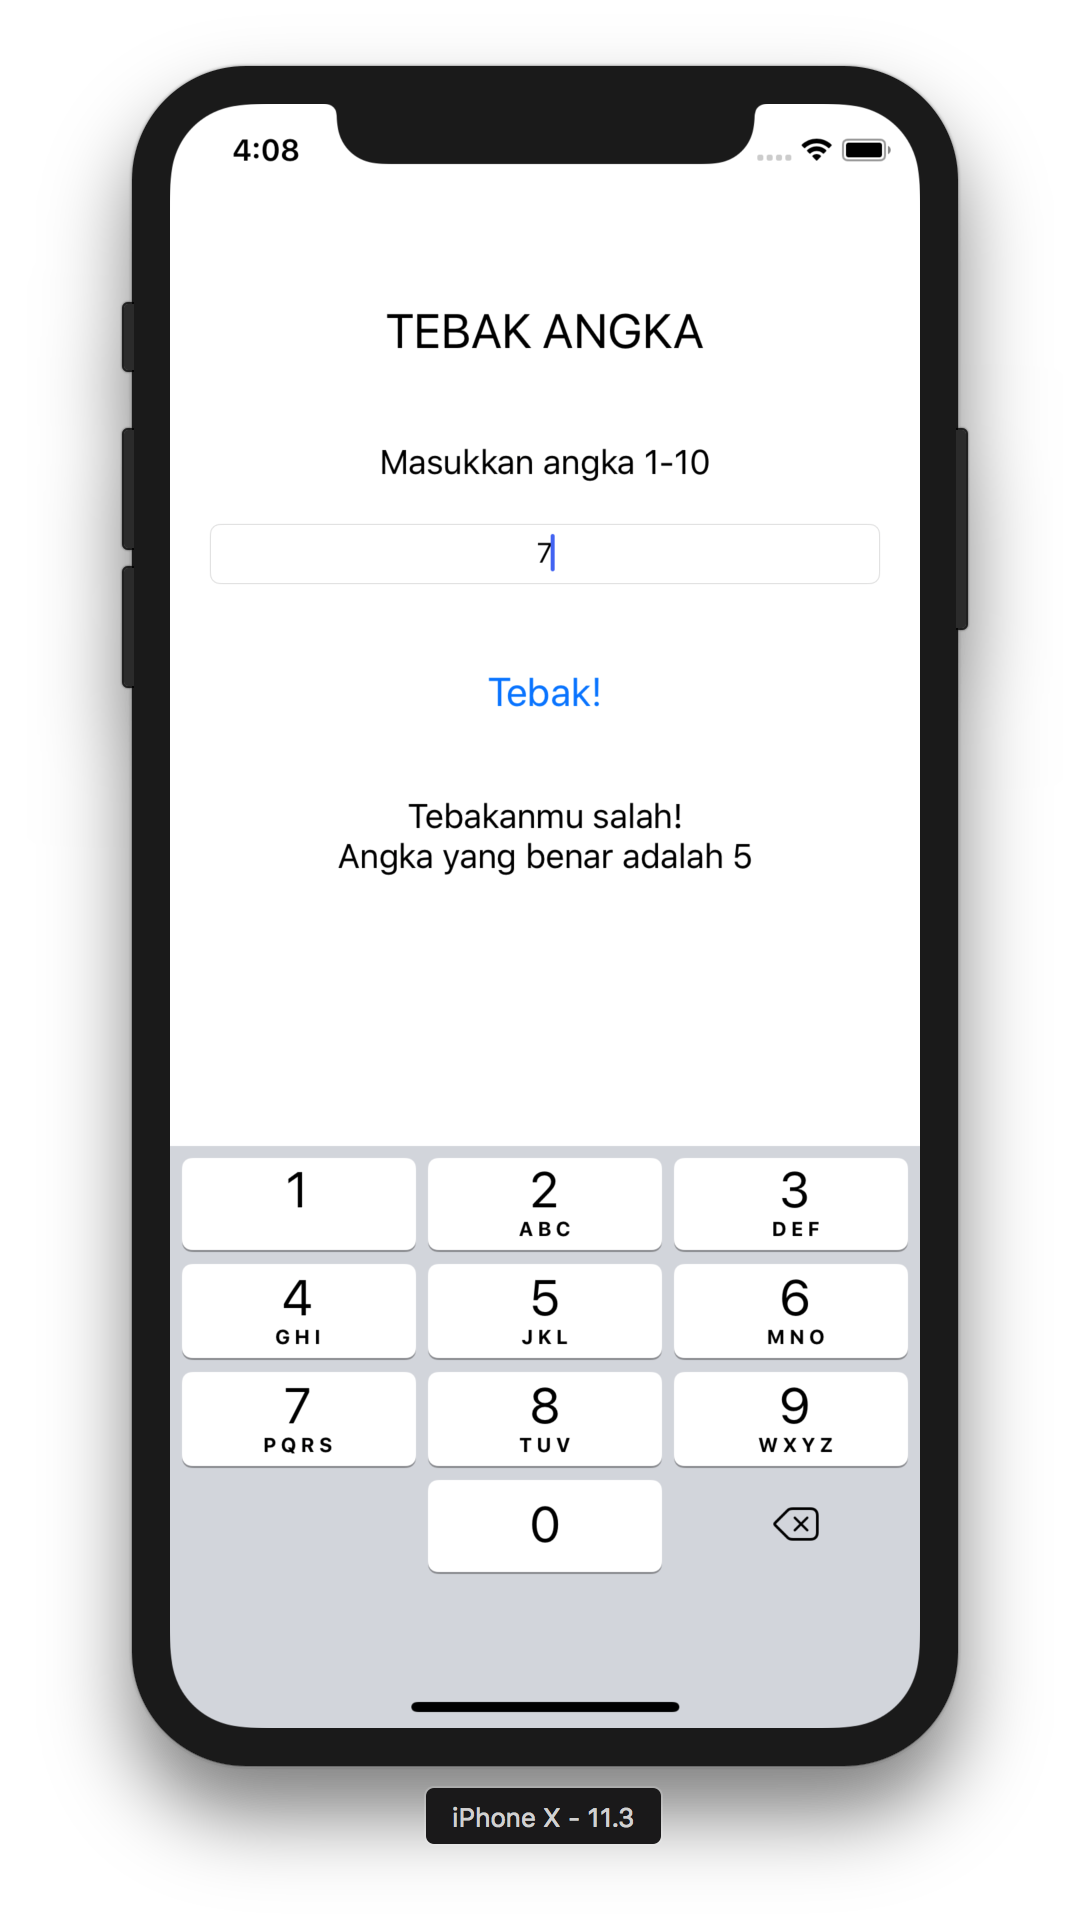 4:08
TEBAK ANGKA
Masukkan angka 1-10
7
Tebak!
Tebakanmu salah!
Angka yang benar adalah 5
1 2 3
ABC DEF
4 5 6
GHI JKL MNO
7 8 9
PQRS TUV WXYZ
0
iPhone X - 11.3